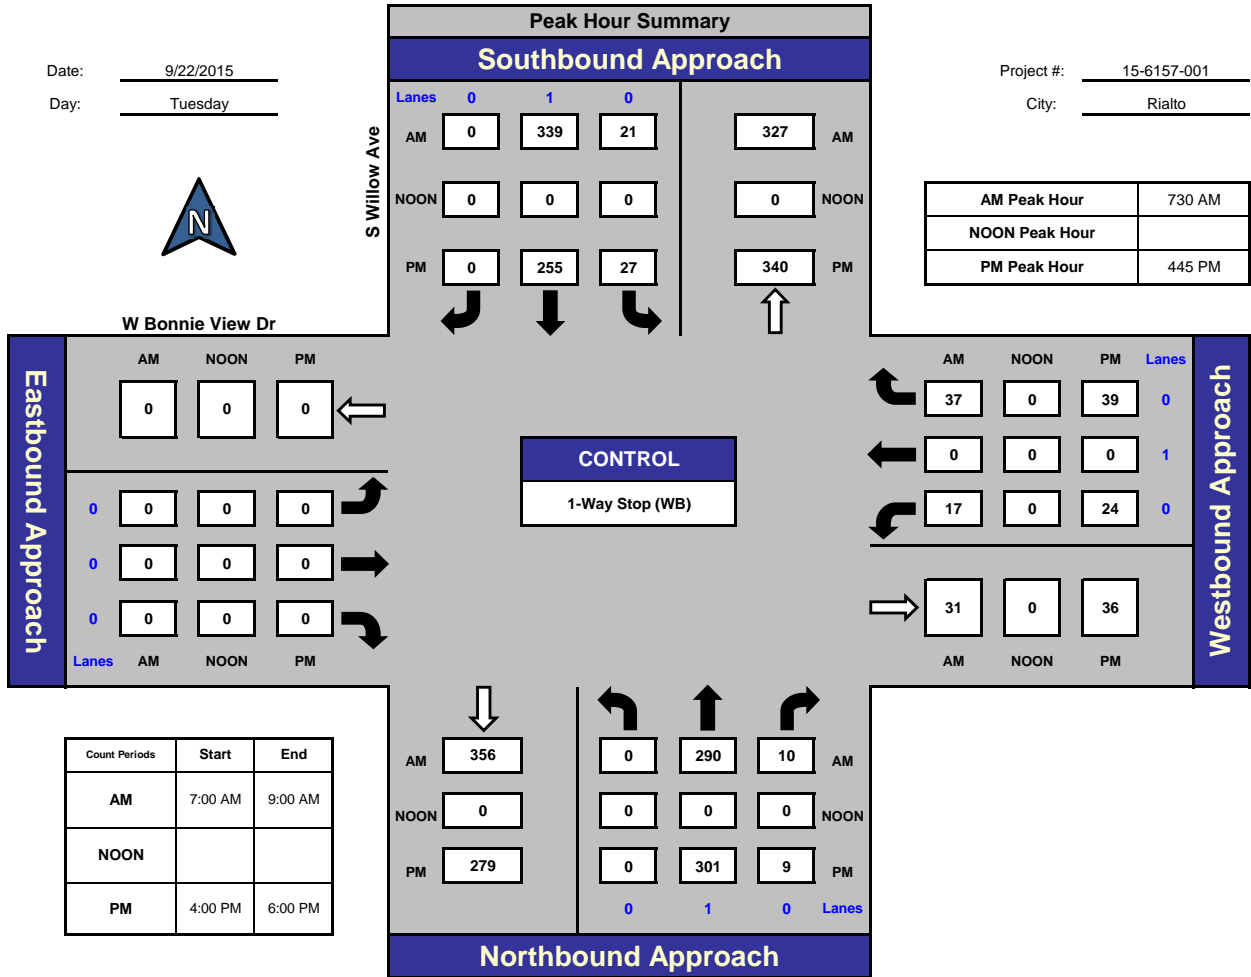 Peak Hour Summary
Southbound Approach
Date: 9/22/2015
Day: Tuesday
Project #: 15-6157-001
City: Rialto
N
S Willow Ave
Lanes 0 1 0
AM 0 339 21 327 AM
NOON 0 0 0 0 NOON
PM 0 255 27 340 PM
AM Peak Hour 730 AM
NOON Peak Hour
PM Peak Hour 445 PM
W Bonnie View Dr
Eastbound Approach
AM NOON PM
0 0 0
0 0 0 0
0 0 0 0
0 0 0 0
Lanes AM NOON PM
CONTROL
1-Way Stop (WB)
AM NOON PM Lanes
37 0 39 0
0 0 0 1
17 0 24 0
31 0 36
AM NOON PM
Westbound Approach
Count Periods Start End
AM 7:00 AM 9:00 AM
NOON
PM 4:00 PM 6:00 PM
AM 356 0 290 10 AM
NOON 0 0 0 0 NOON
PM 279 0 301 9 PM
0 1 0 Lanes
Northbound Approach